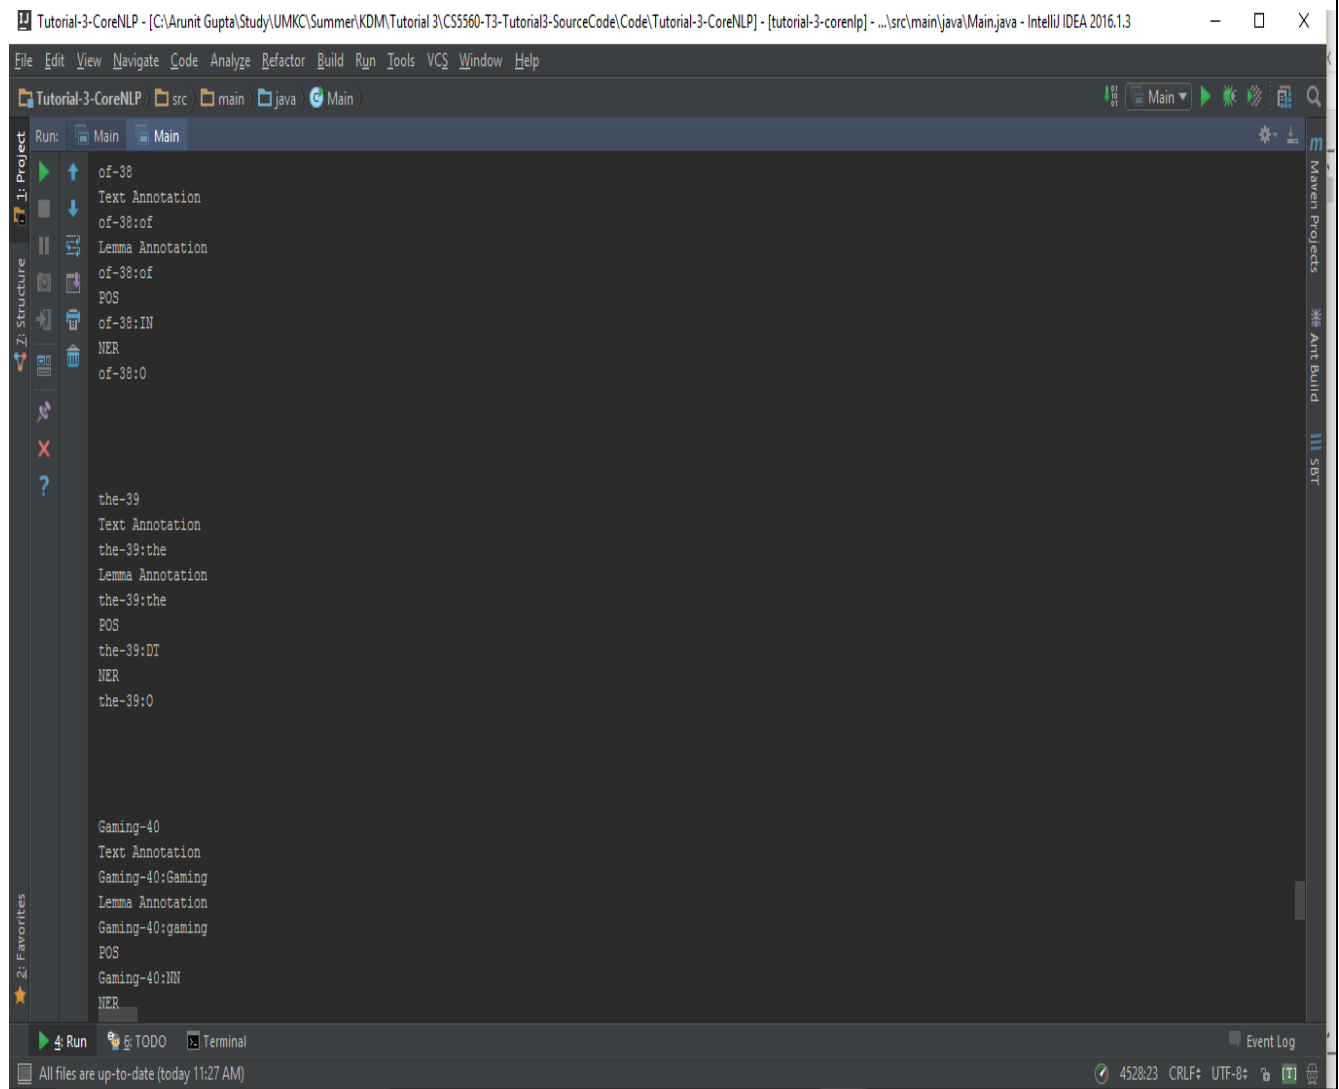 Tutorial-3-CoreNLP - [C:\Arunit Gupta\Study\UMKC\Summer\KDM\Tutorial 3\CS5560-T3-Tutorial3-SourceCode\Code\Tutorial-3-CoreNLP] - [tutorial-3-corenlp] - ...\src\main\java\Main.java - IntelliJ IDEA 2016.1.3
File Edit View Navigate Code Analyze Refactor Build Run Tools VCS Window Help
Tutorial-3-CoreNLP src main java Main Main
Run: Main Main
1: Project
7: Structure
2: Favorites
of-38
Text Annotation
of-38:of
Lemma Annotation
of-38:of
POS
of-38:IN
NER
of-38:O
the-39
Text Annotation
the-39:the
Lemma Annotation
the-39:the
POS
the-39:DT
NER
the-39:O
Gaming-40
Text Annotation
Gaming-40:Gaming
Lemma Annotation
Gaming-40:gaming
POS
Gaming-40:NN
NER
Maven Projects
Ant Build
SBT
4: Run 6: TODO Terminal Event Log
All files are up-to-date (today 11:27 AM) 4528:23 CRLF UTF-8 [T]